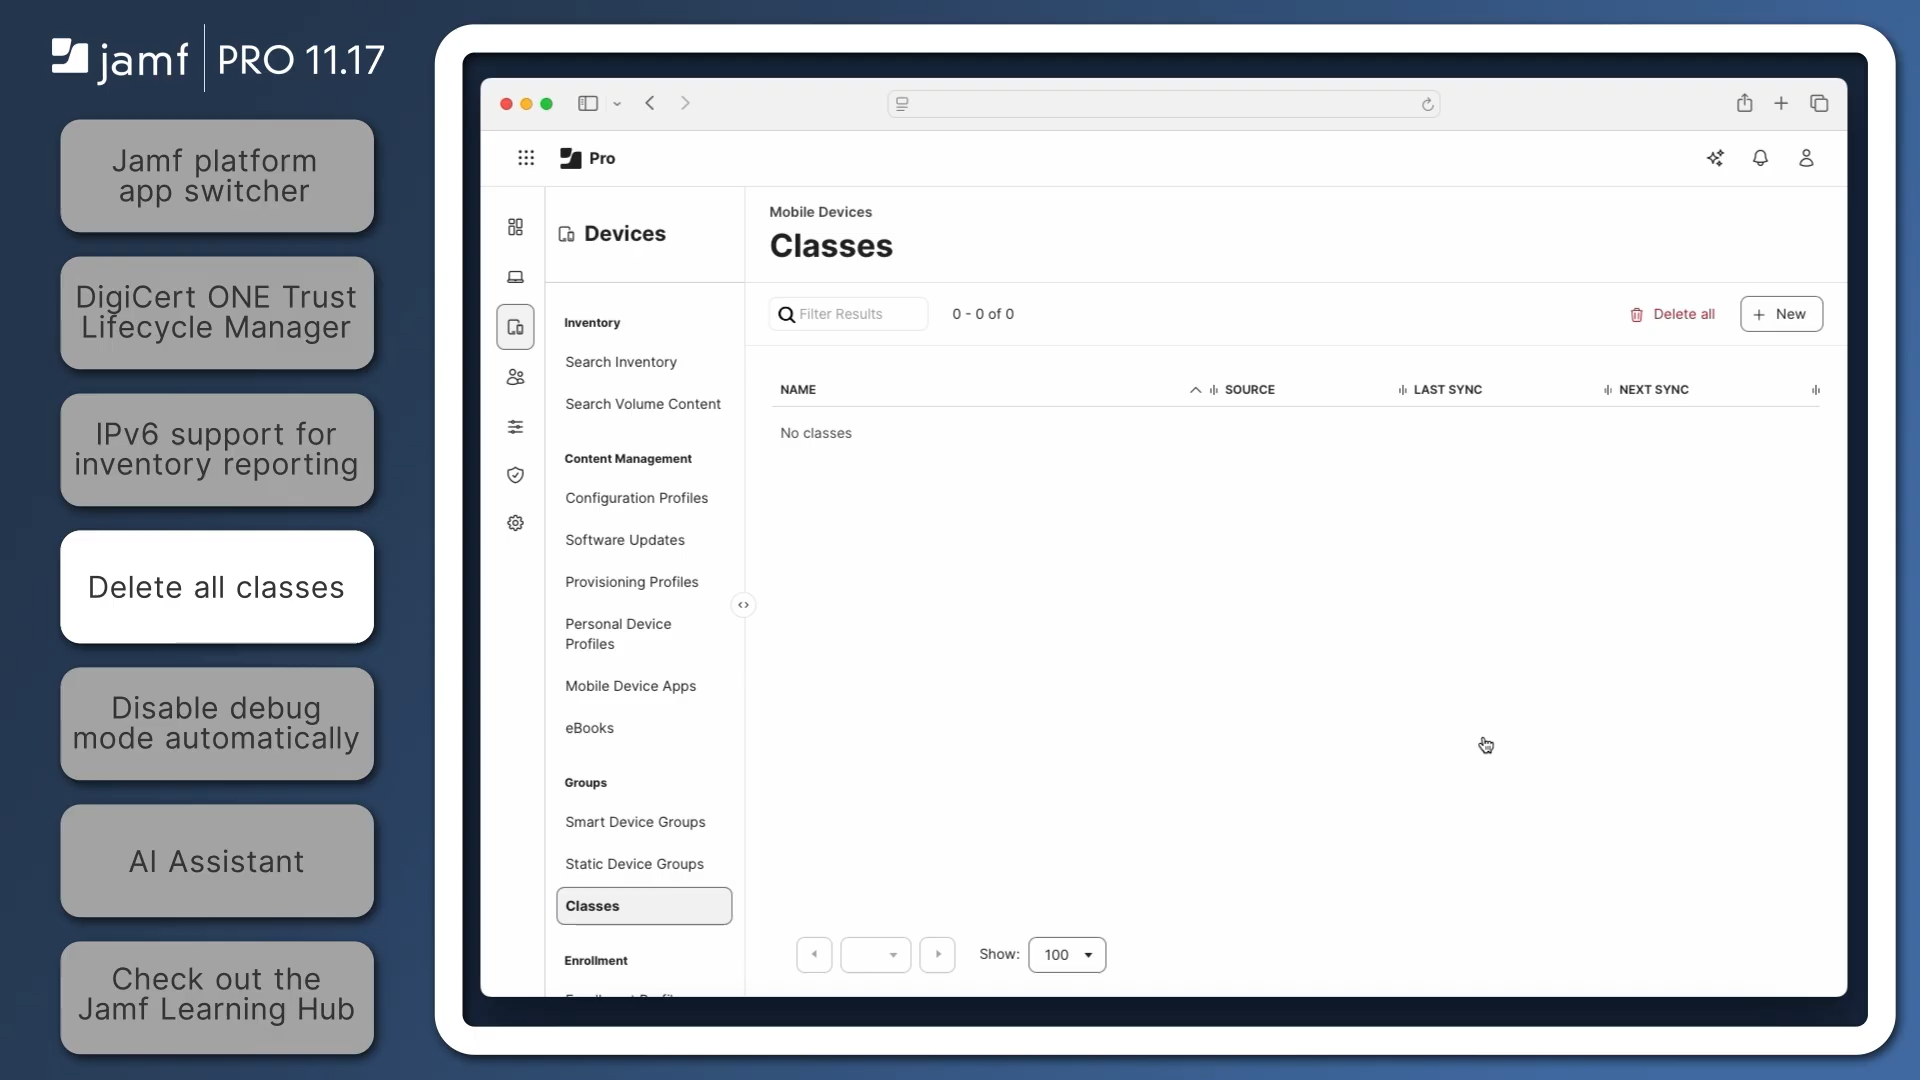 jamf | PRO 11.17
Jamf platform
app switcher
DigiCert ONE Trust
Lifecycle Manager
IPv6 support for
inventory reporting
Delete all classes
Disable debug
mode automatically
AI Assistant
Check out the
Jamf Learning Hub
Pro
Devices
Inventory
Search Inventory
Search Volume Content
Content Management
Configuration Profiles
Software Updates
Provisioning Profiles
Personal Device
Profiles
Mobile Device Apps
eBooks
Groups
Smart Device Groups
Static Device Groups
Classes
Enrollment
Mobile Devices
Classes
Filter Results
0 - 0 of 0
Delete all
+ New
NAME
SOURCE
LAST SYNC
NEXT SYNC
No classes
Show:
100